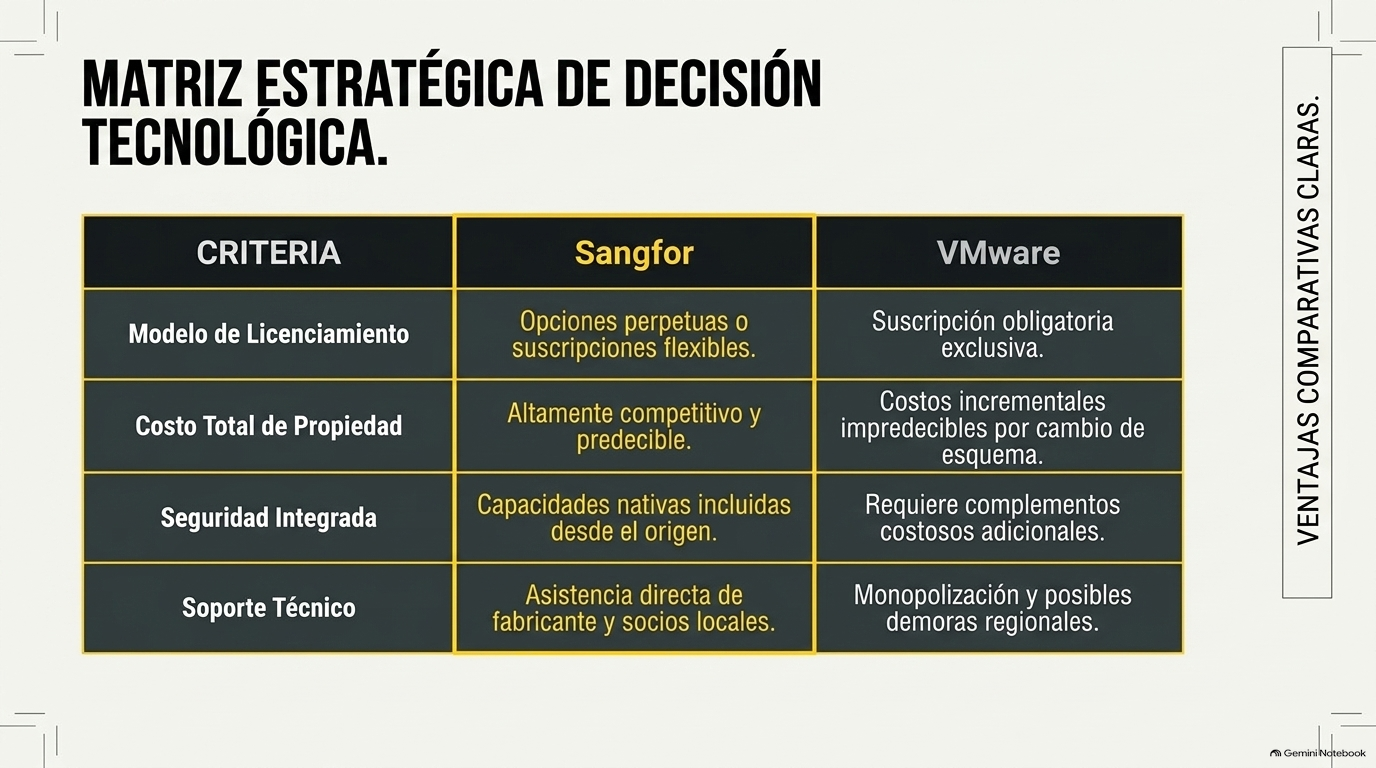 MATRIZ ESTRATÉGICA DE DECISIÓN
TECNOLÓGICA.
CRITERIA
Sangfor
VMware
Modelo de Licenciamiento
Opciones perpetuas o
suscripciones flexibles.
Suscripción obligatoria
exclusiva.
Costo Total de Propiedad
Altamente competitivo y
predecible.
Costos incrementales
impredecibles por cambio de
esquema.
Seguridad Integrada
Capacidades nativas incluidas
desde el origen.
Requiere complementos
costosos adicionales.
Soporte Técnico
Asistencia directa de
fabricante y socios locales.
Monopolización y posibles
demoras regionales.
VENTAJAS COMPARATIVAS CLARAS.
Gemini Notebook